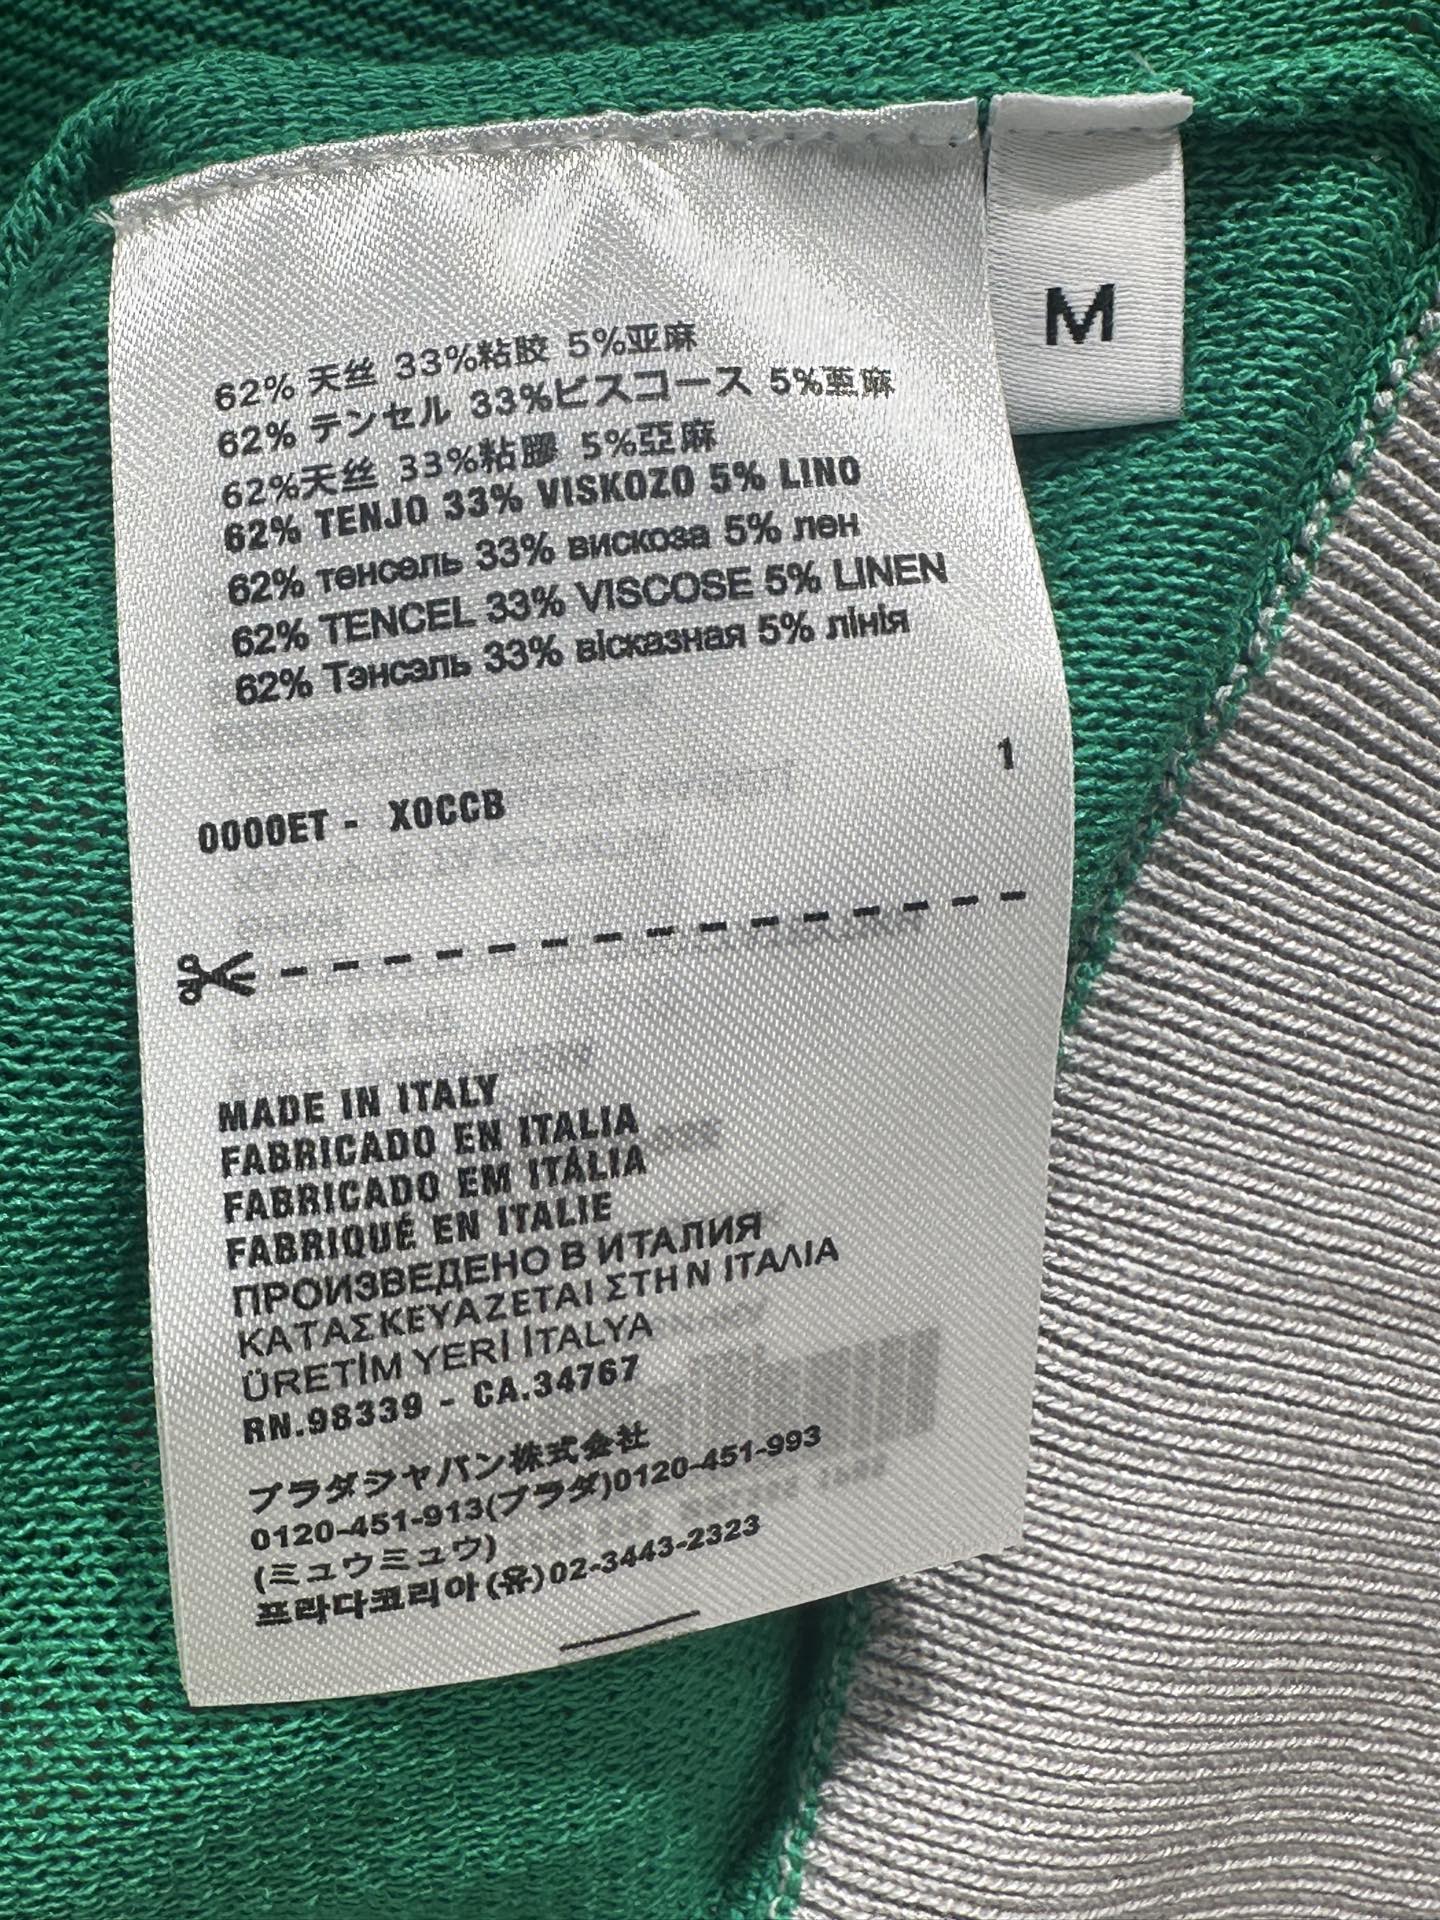 M
62% 天丝 33%粘胶 5%亚麻
62% テンセル 33%ビスコース 5%亜麻
62%天丝 33%粘膠 5%亞麻
62% TENJO 33% VISKOZO 5% LINO
62% тенсель 33% вискоза 5% лен
62% TENCEL 33% VISCOSE 5% LINEN
62% Тэнсэль 33% вісказная 5% лінія
1
0000ET - X0CCB
MADE IN ITALY
FABRICADO EN ITALIA
FABRICADO EM ITÁLIA
FABRIQUÉ EN ITALIE
ПРОИЗВЕДЕНО В ИТАЛИЯ
ΚΑΤΑΣΚΕΥΑΖΕΤΑΙ ΣΤΗΝ ΙΤΑΛΙΑ
ÜRETİM YERİ İTALYA
RN.98339 - CA.34767
プラダジャパン株式会社
0120-451-913(プラダ)0120-451-993
(ミュウミュウ)
프라다코리아(유)02-3443-2323